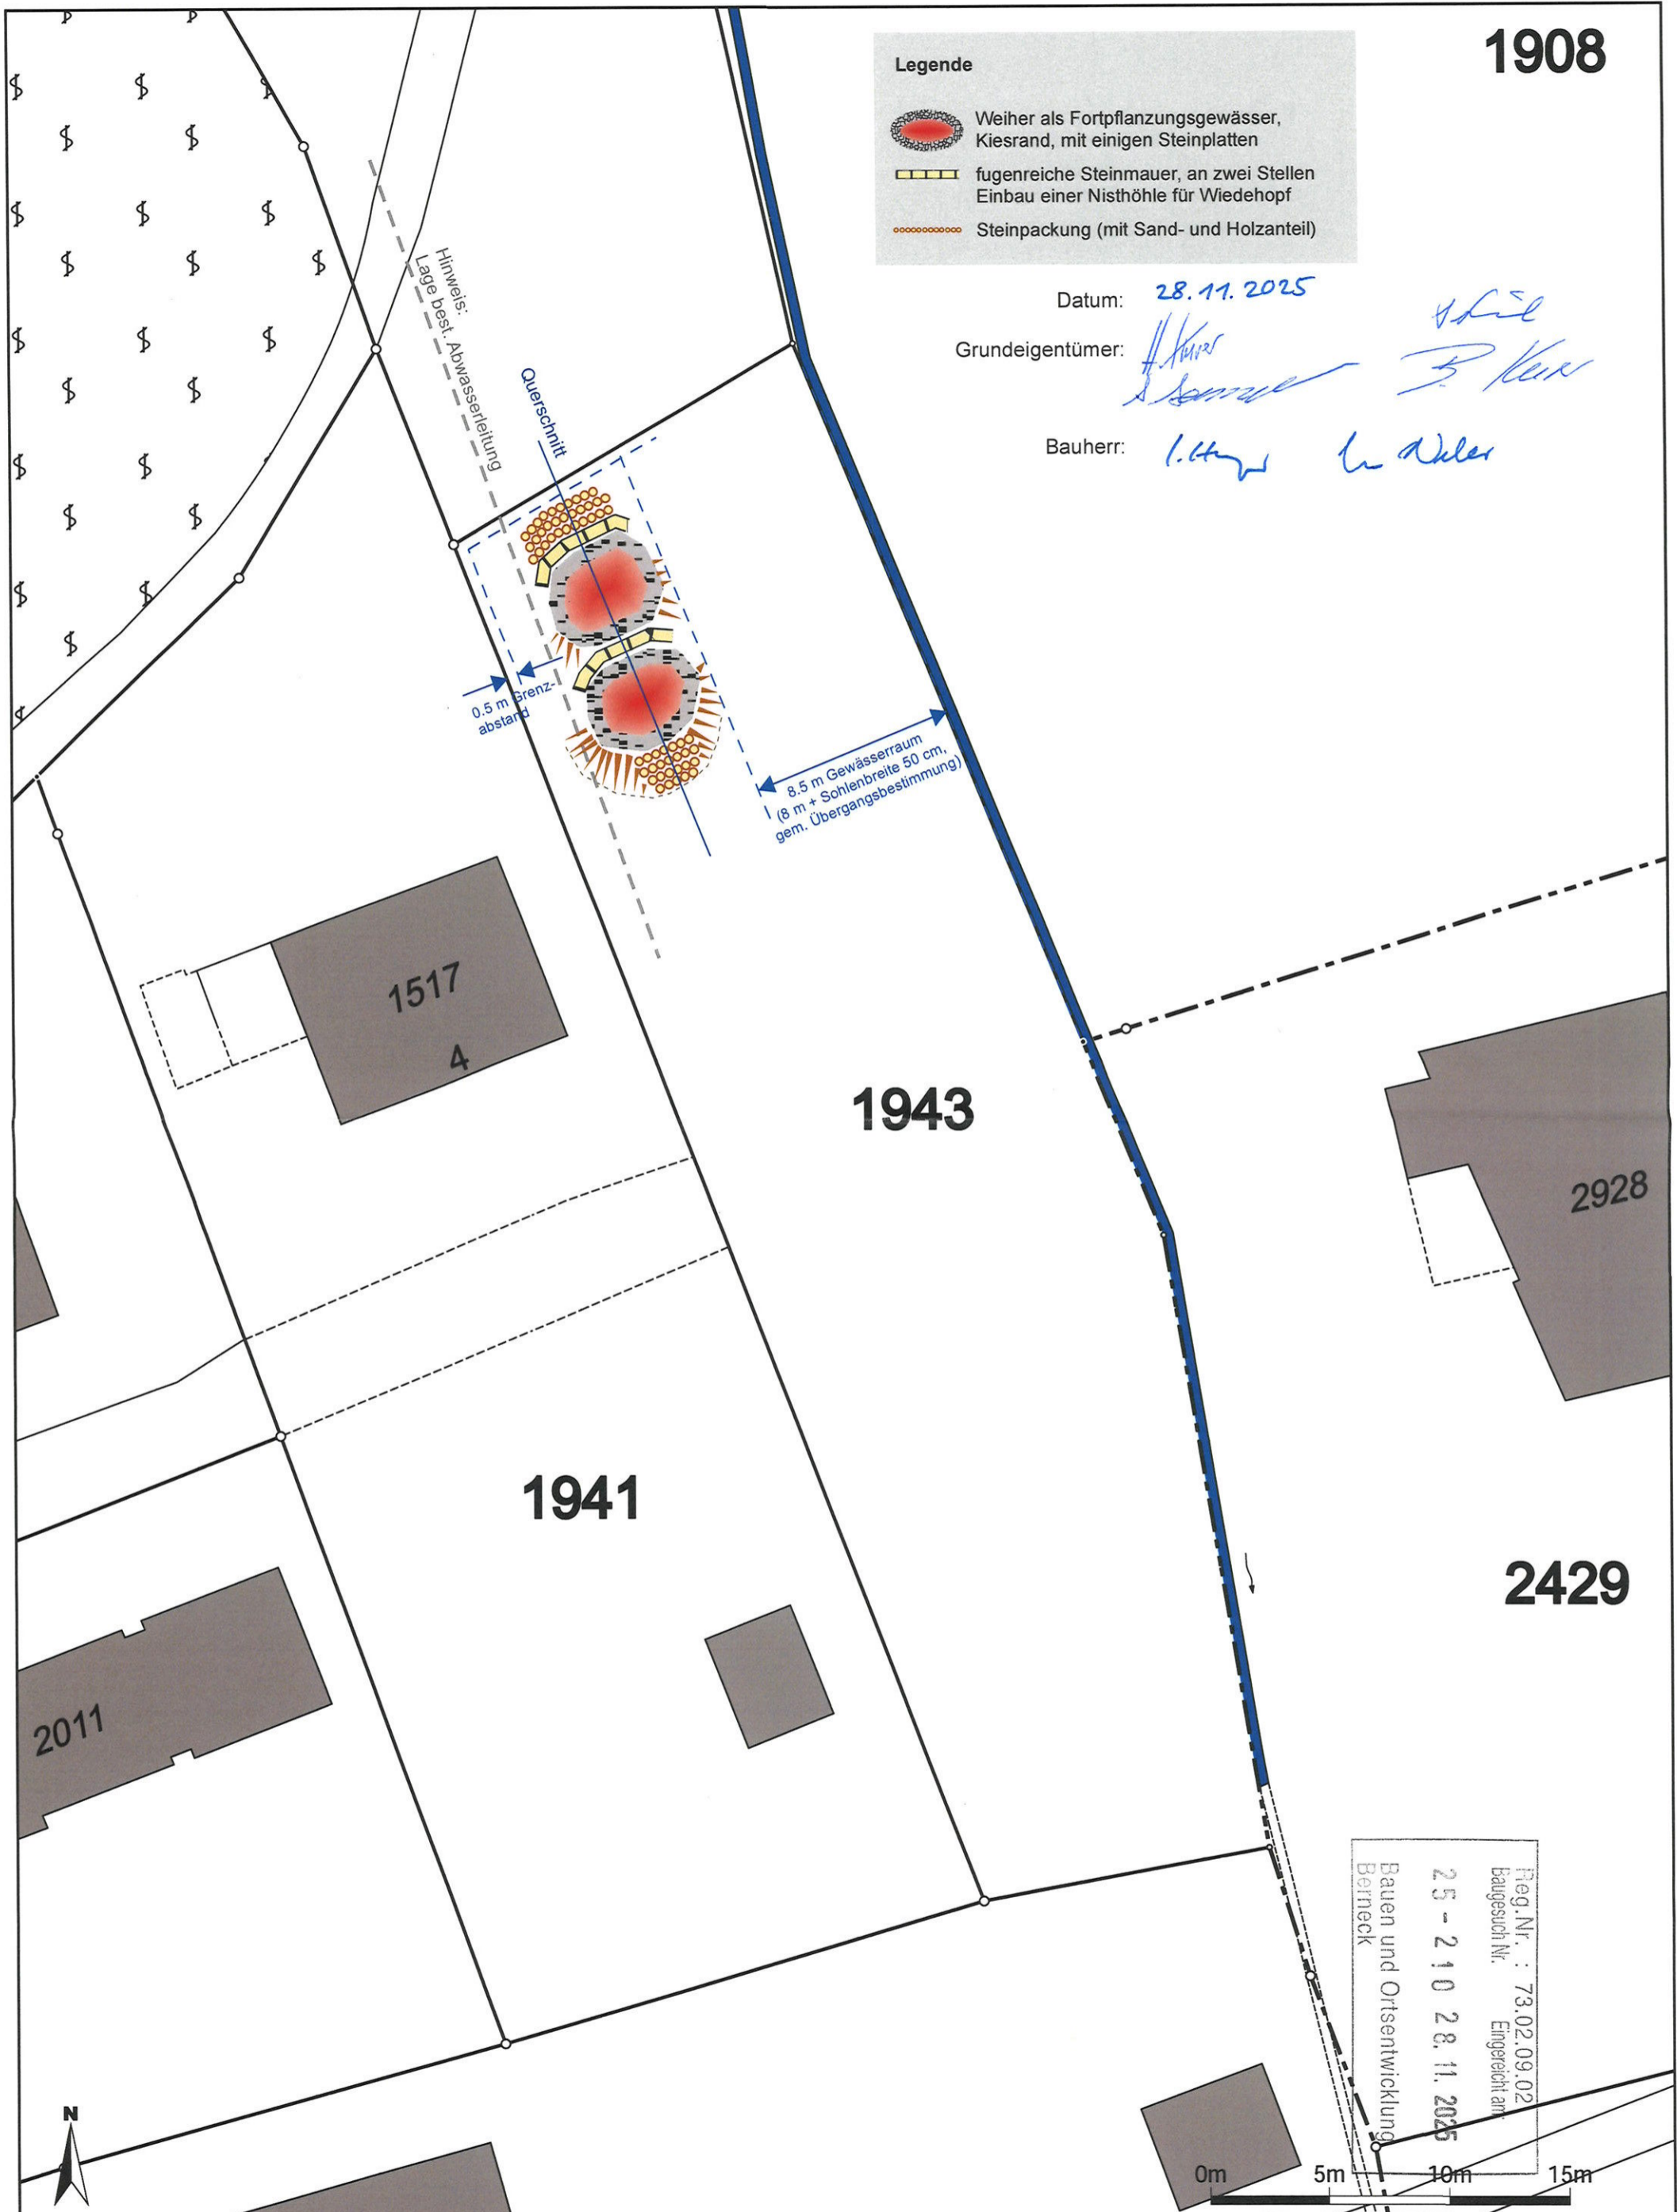 1908
Legende
Weiher als Fortpflanzungsgewässer,
Kiesrand, mit einigen Steinplatten
fugenreiche Steinmauer, an zwei Stellen
Einbau einer Nisthöhle für Wiedehopf
Steinpackung (mit Sand- und Holzanteil)
Datum: 28.11.2025
Grundeigentümer:
Bauherr:
Hinweis:
Lage best. Abwasserleitung
Querschnitt
0.5 m Grenz-
abstand
8.5 m Gewässerraum
(8 m + Sohlenbreite 50 cm,
gem. Übergangsbestimmung)
1517
4
1943
2928
1941
2429
2011
Reg.Nr. : 73.02.09.02
Baugesuch Nr. Eingereicht am:
25-210 28. 11. 2025
Bauen und Ortsentwicklung
Berneck
N
0m 5m 10m 15m